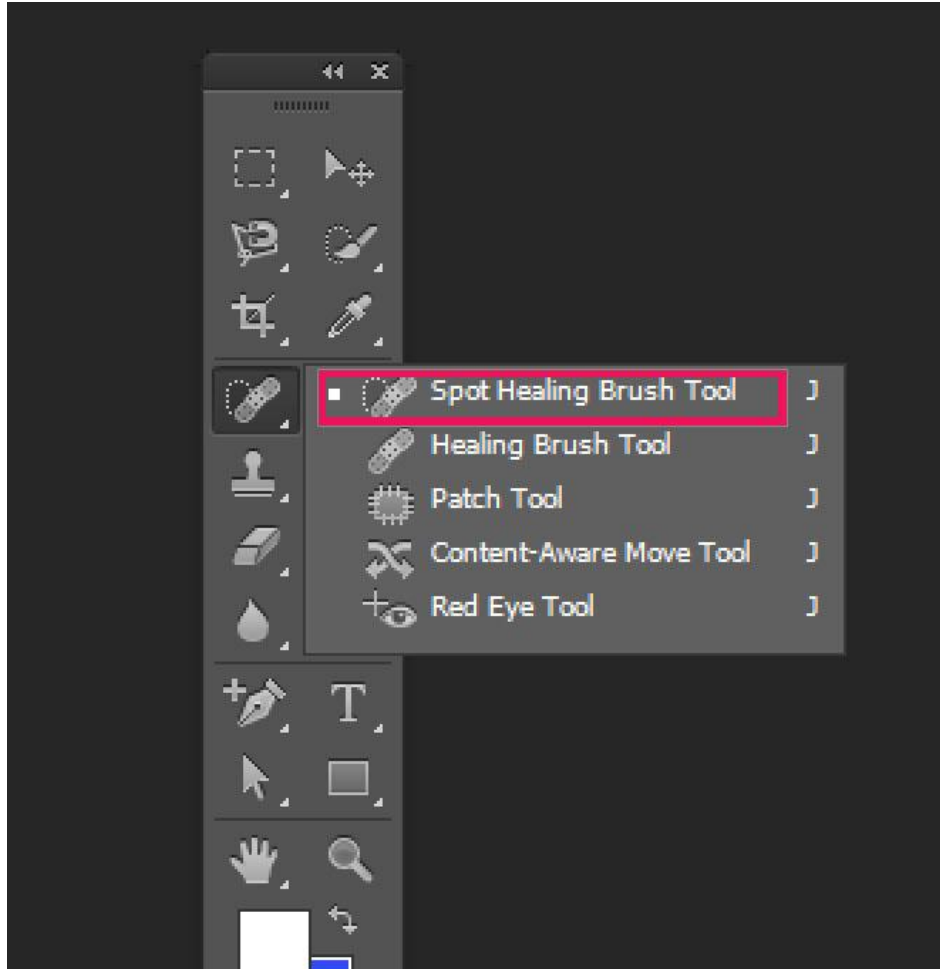 Spot Healing Brush Tool J
Healing Brush Tool J
Patch Tool J
Content-Aware Move Tool J
Red Eye Tool J